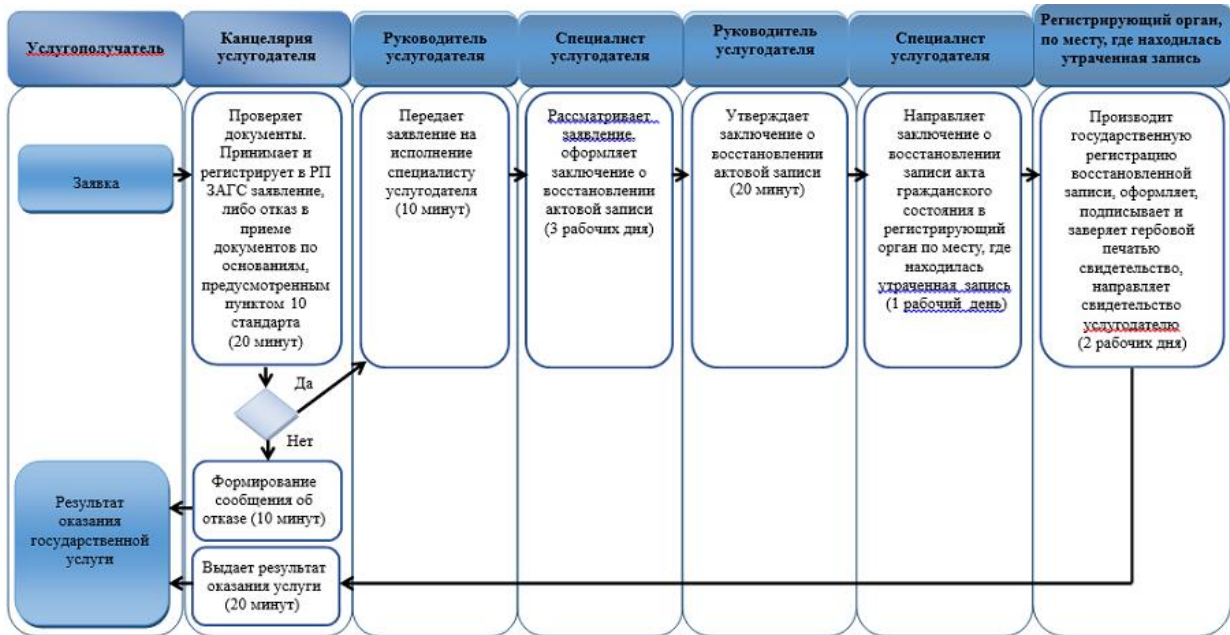 Услугополучатель
Канцелярия
услугодателя
Руководитель
услугодателя
Специалист
услугодателя
Руководитель
услугодателя
Специалист
услугодателя
Регистрирующий орган,
по месту, где находилась
утраченная запись
Заявка
Проверяет
документы.
Принимает и
регистрирует в РП
ЗАГС заявление,
либо отказ в
приеме
документов по
основаниям,
предусмотренным
пунктом 10
стандарта
(20 минут)
Передает
заявление на
исполнение
специалисту
услугодателя
(10 минут)
Рассматривает
заявление,
оформляет
заключение о
восстановлении
актовой записи
(3 рабочих дня)
Утверждает
заключение о
восстановлении
актовой записи
(20 минут)
Направляет
заключение о
восстановлении
записи акта
гражданского
состояния в
регистрирующий
орган по месту, где
находилась
утраченная запись
(1 рабочий день)
Производит
государственную
регистрацию
восстановленной
записи, оформляет,
подписывает и
заверяет гербовой
печатью
свидетельство,
направляет
свидетельство
услугодателю
(2 рабочих дня)
Да
Нет
Формирование
сообщения об
отказе (10 минут)
Результат
оказания
государственной
услуги
Выдает результат
оказания услуги
(20 минут)